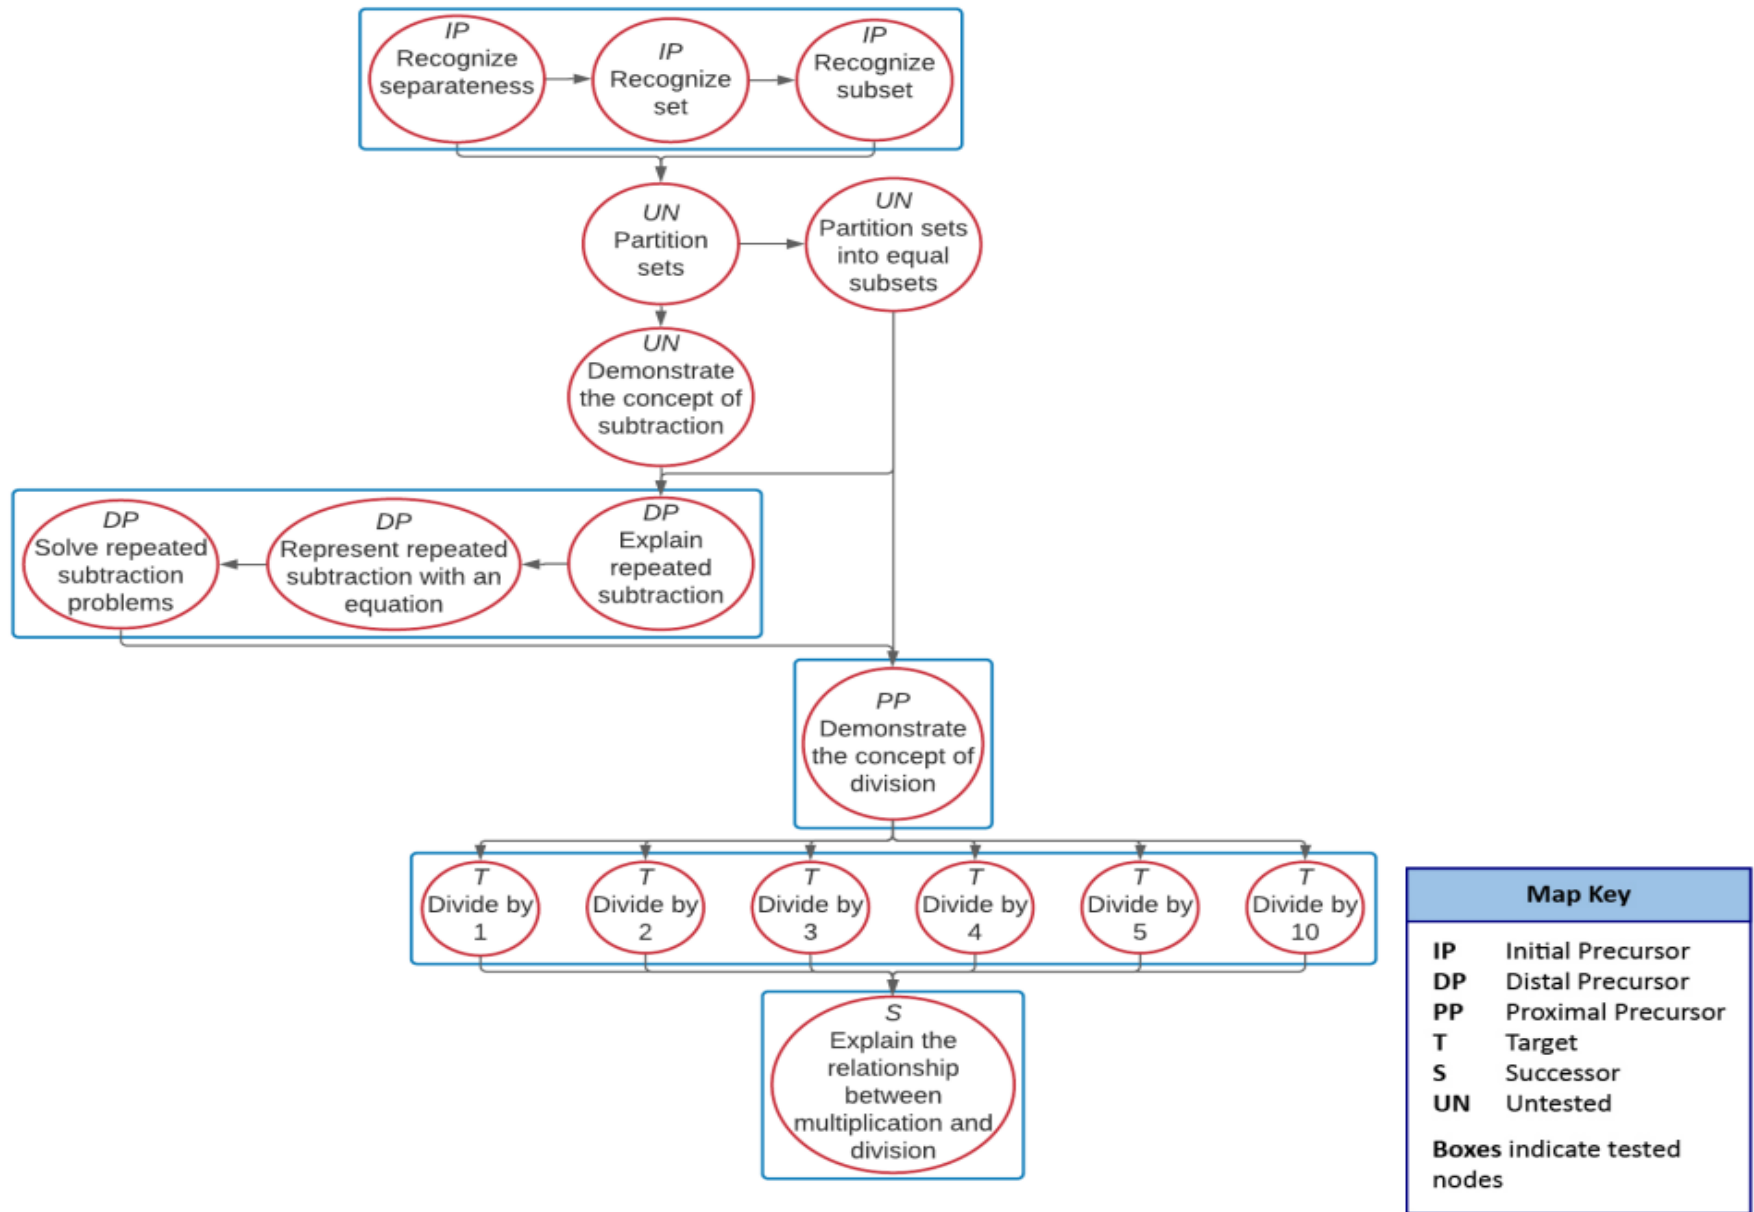 IP
Recognize
separateness
IP
Recognize
set
IP
Recognize
subset
UN
Partition
sets
UN
Partition sets
into equal
subsets
UN
Demonstrate
the concept of
subtraction
DP
Solve repeated
subtraction
problems
DP
Represent repeated
subtraction with an
equation
DP
Explain
repeated
subtraction
PP
Demonstrate
the concept of
division
T
Divide by
1
T
Divide by
2
T
Divide by
3
T
Divide by
4
T
Divide by
5
T
Divide by
10
S
Explain the
relationship
between
multiplication and
division
Map Key
IP Initial Precursor
DP Distal Precursor
PP Proximal Precursor
T Target
S Successor
UN Untested
Boxes indicate tested
nodes